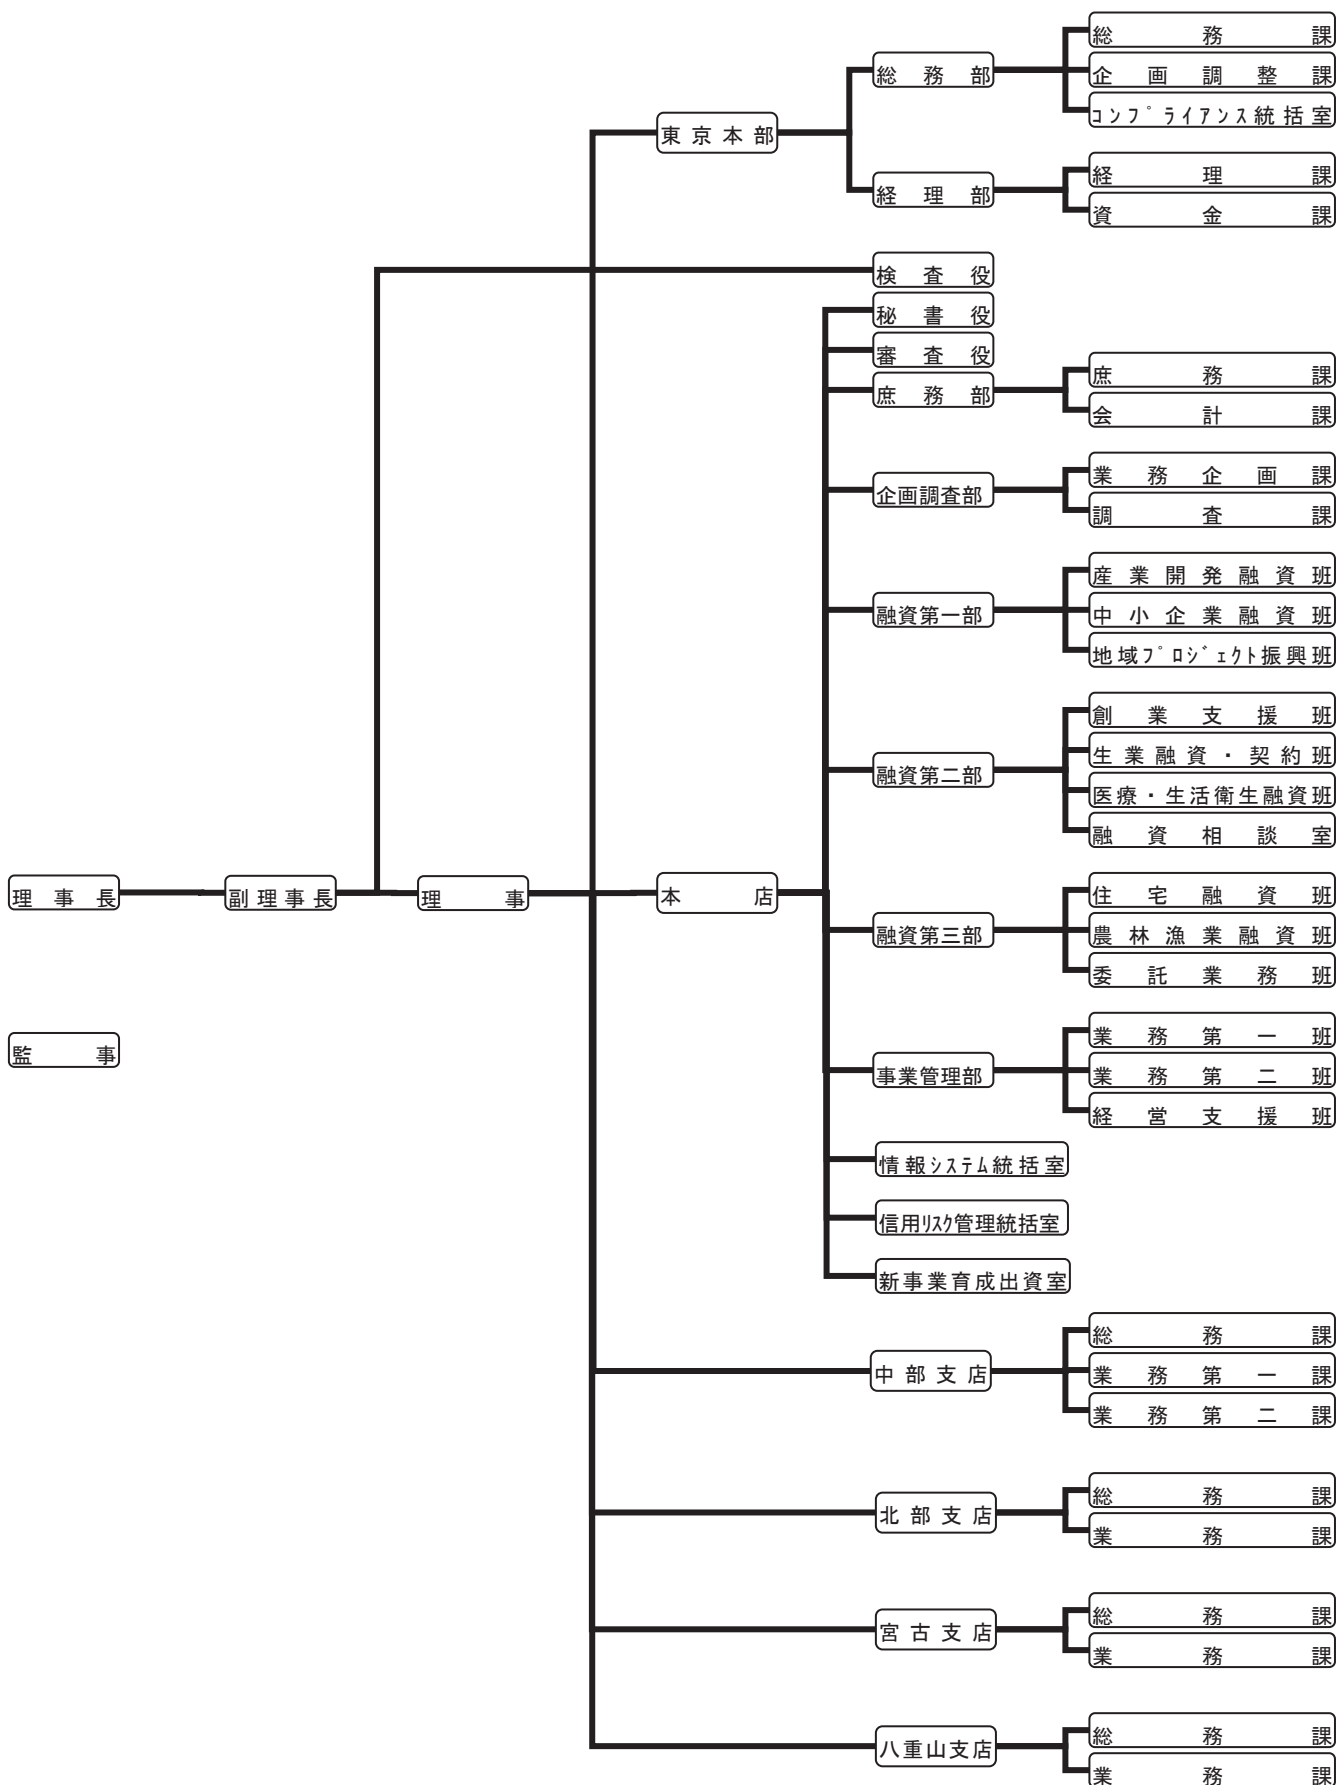 総務課
総務部
企画調整課
コンプライアンス統括室
東京本部
経理課
経理部
資金課
検査役
秘書役
審査役
庶務課
庶務部
会計課
業務企画課
企画調査部
調査課
産業開発融資班
融資第一部
中小企業融資班
地域プロジェクト振興班
創業支援班
生業融資・契約班
融資第二部
医療・生活衛生融資班
融資相談室
理事長
副理事長
理事
本店
住宅融資班
融資第三部
農林漁業融資班
委託業務班
監事
業務第一班
事業管理部
業務第二班
経営支援班
情報システム統括室
信用リスク管理統括室
新事業育成出資室
総務課
中部支店
業務第一課
業務第二課
総務課
北部支店
業務課
総務課
宮古支店
業務課
総務課
八重山支店
業務課